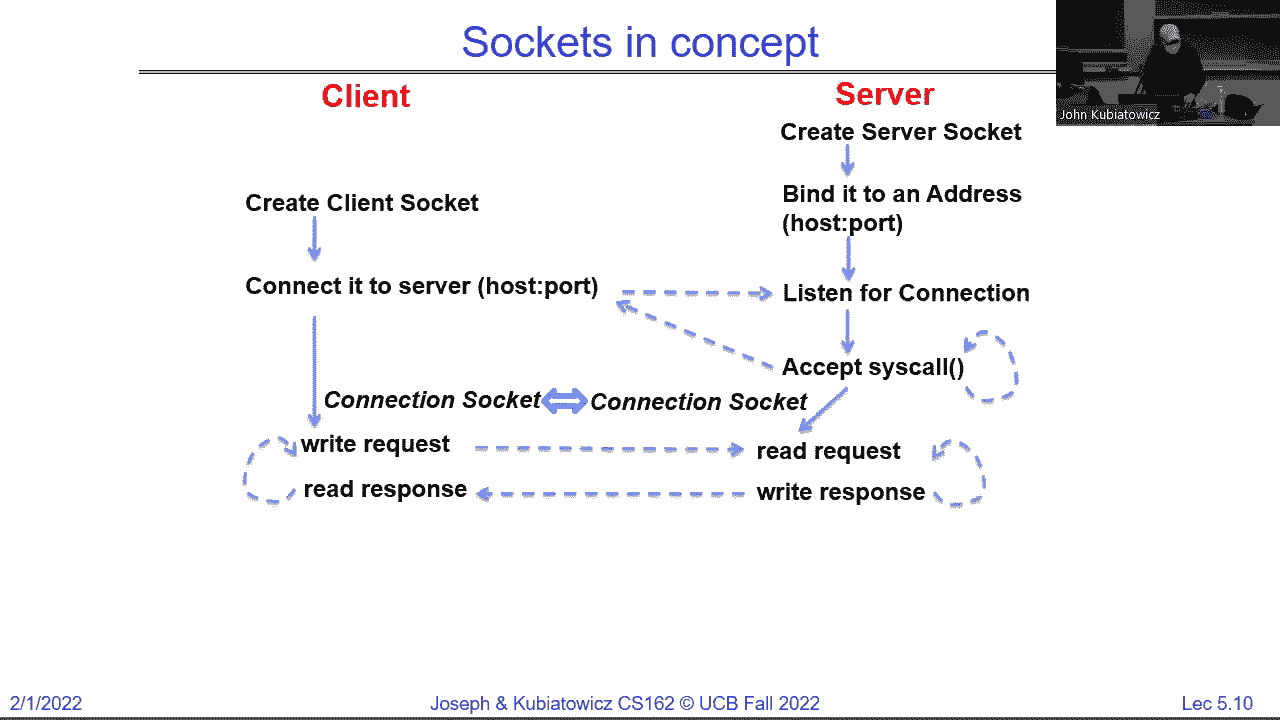 Sockets in concept
John Kubiatowicz
Client
Server
Create Server Socket
Bind it to an Address
(host:port)
Create Client Socket
Connect it to server (host:port)
Listen for Connection
Accept syscall()
Connection Socket
Connection Socket
write request
read request
read response
write response
2/1/2022
Joseph & Kubiatowicz CS162 © UCB Fall 2022
Lec 5.10